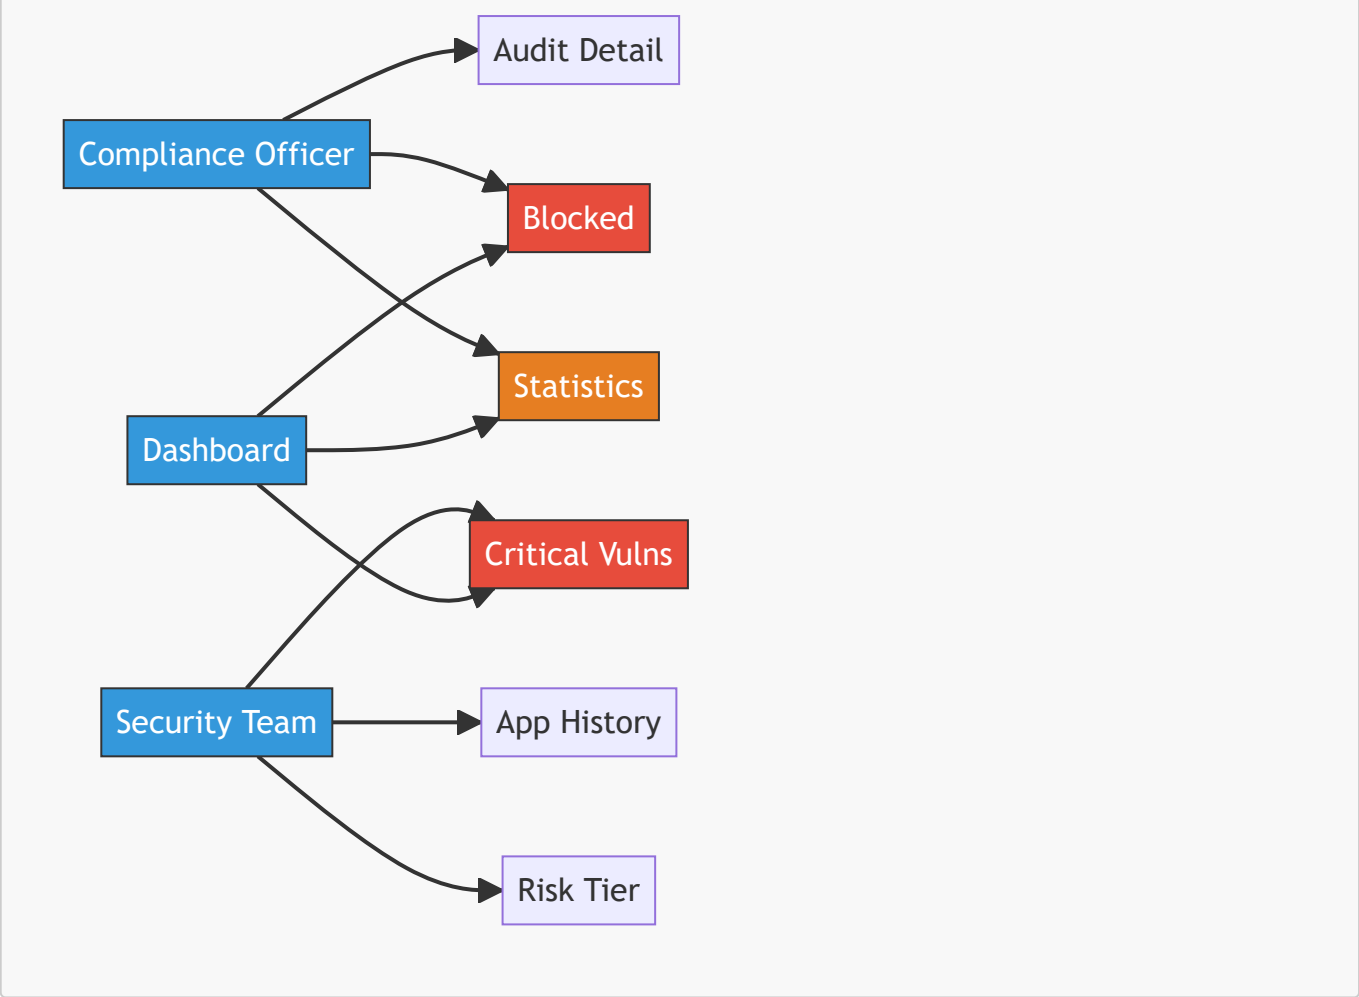 Audit Detail
Compliance Officer
Blocked
Statistics
Dashboard
Critical Vulns
Security Team
App History
Risk Tier